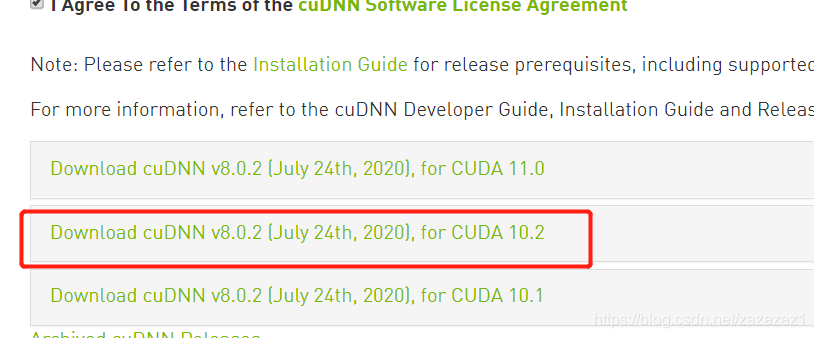 I Agree To the Terms of the cuDNN Software License Agreement
Note: Please refer to the Installation Guide for release prerequisites, including supported
For more information, refer to the cuDNN Developer Guide, Installation Guide and Releas
Download cuDNN v8.0.2 (July 24th, 2020), for CUDA 11.0
Download cuDNN v8.0.2 (July 24th, 2020), for CUDA 10.2
Download cuDNN v8.0.2 (July 24th, 2020), for CUDA 10.1
https://blog.csdn.net/zazazaz1
Archived cuDNN Releases